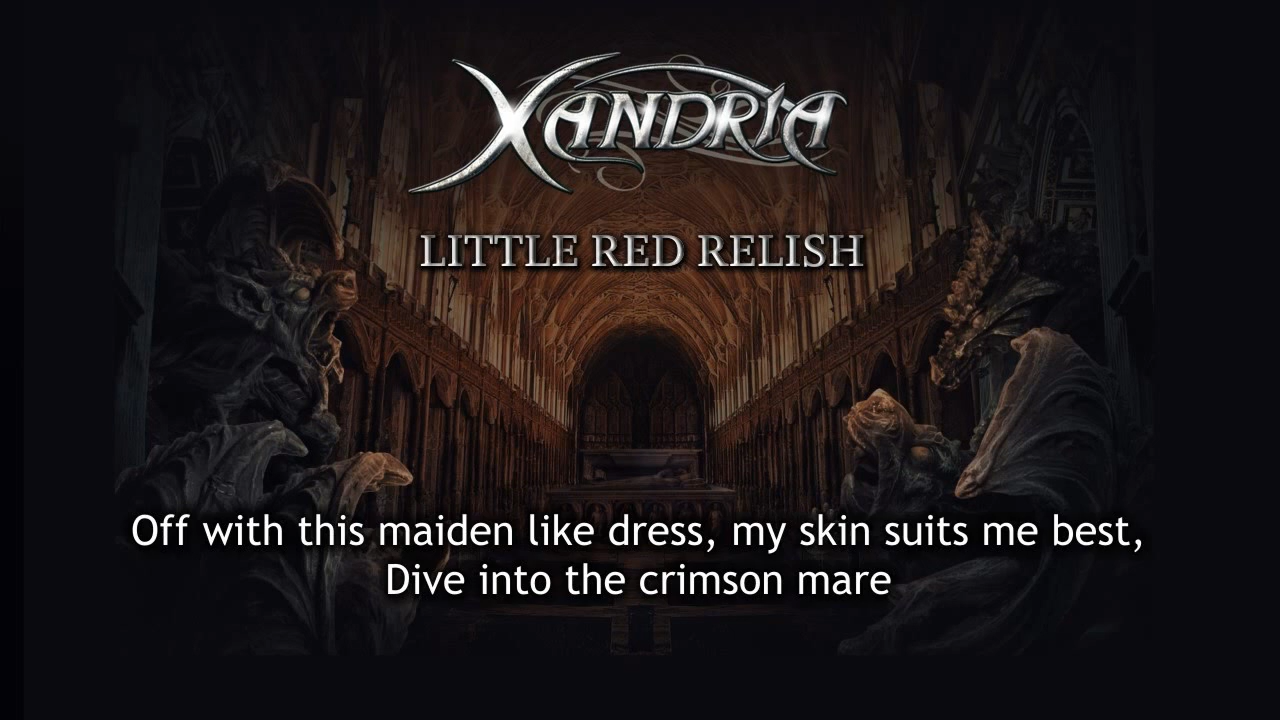 XANDRIA
LITTLE RED RELISH
Off with this maiden like dress, my skin suits me best,
Dive into the crimson mare